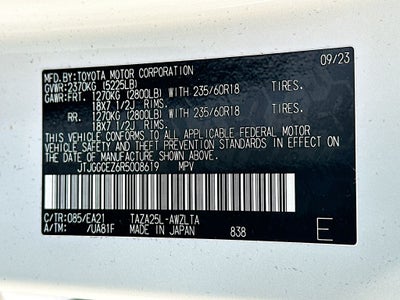 MFD.BY:TOYOTA MOTOR CORPORATION 09/23
GVWR:2370KG (5225LB)
GAWR:FRT. 1270KG (2800LB) WITH 235/60R18 TIRES.
18X7 1/2J RIMS.
RR. 1270KG (2800LB) WITH 235/60R18 TIRES.
18X7 1/2J RIMS.
THIS VEHICLE CONFORMS TO ALL APPLICABLE FEDERAL MOTOR
VEHICLE SAFETY AND THEFT PREVENTION STANDARDS IN
EFFECT ON THE DATE OF MANUFACTURE SHOWN ABOVE.
JTJGGCEZ6R5008619 MPV
C/TR:085/EA21 TAZA25L-AWZLTA
A/TM: /UA81F MADE IN JAPAN 838 E